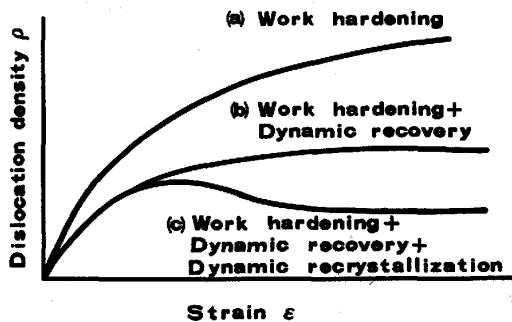 (a) Work hardening
(b) Work hardening+
Dynamic recovery
(c) Work hardening+
Dynamic recovery+
Dynamic recrystallization
Dislocation density ρ
Strain ε